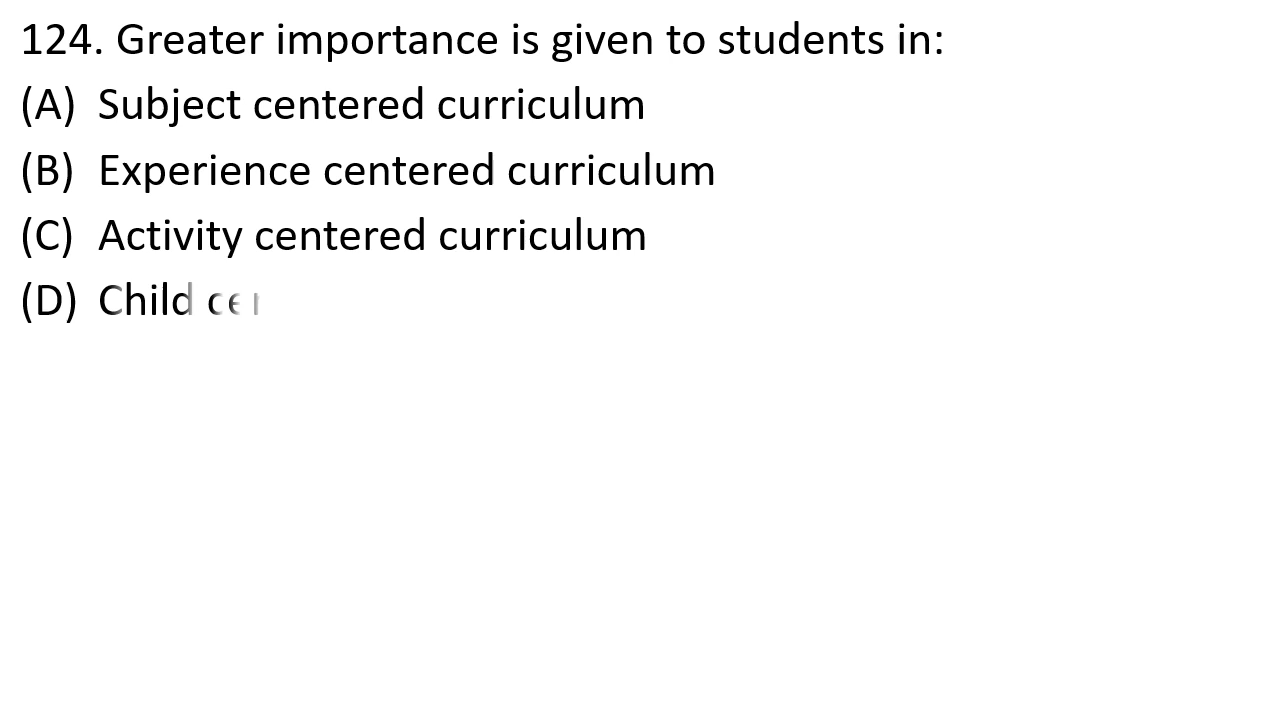 124. Greater importance is given to students in:
(A) Subject centered curriculum
(B) Experience centered curriculum
(C) Activity centered curriculum
(D) Child